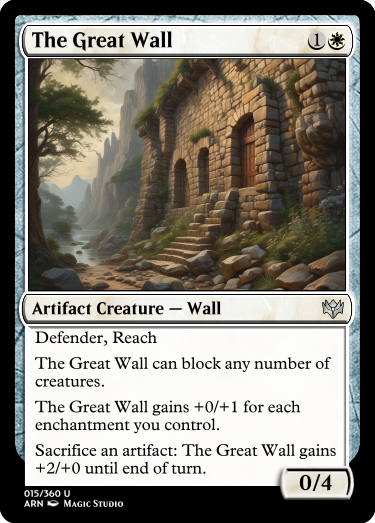 The Great Wall 1
Artifact Creature — Wall
Defender, Reach
The Great Wall can block any number of
creatures.
The Great Wall gains +0/+1 for each
enchantment you control.
Sacrifice an artifact: The Great Wall gains
+2/+0 until end of turn.
0/4
015/360 U
ARN Magic Studio